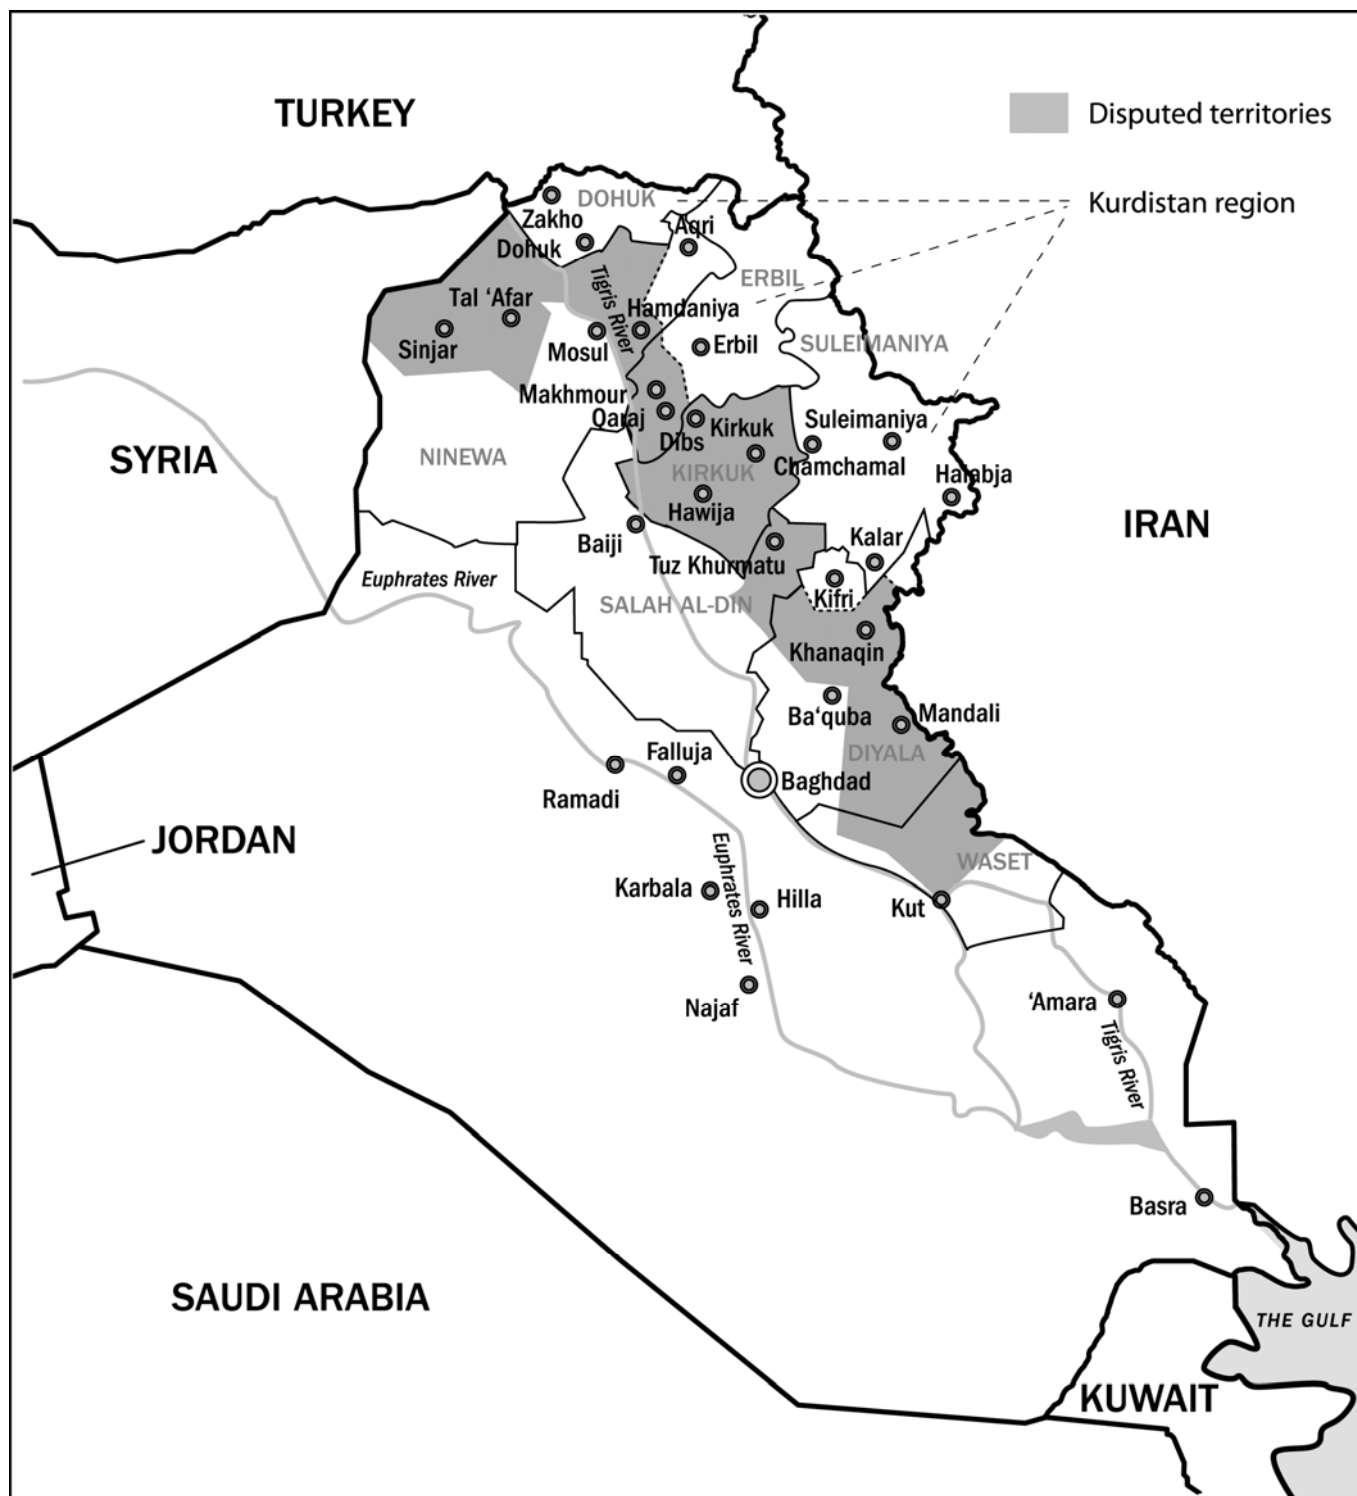 TURKEY
Disputed territories
DOHUK
Zakho
Kurdistan region
Aqri
Dohuk
ERBIL
Tigris River
Tal ‘Afar
Hamdaniya
Sinjar
Mosul
Erbil
SULEIMANIYA
Makhmour
Qaraj
Dibs
Kirkuk
Suleimaniya
SYRIA
NINEWA
KIRKUK
Chamchamal
Halabja
Hawija
IRAN
Baiji
Kalar
Tuz Khurmatu
Euphrates River
SALAH AL-DIN
Kifri
Khanaqin
Ba‘quba
Mandali
DIYALA
Falluja
Baghdad
Ramadi
JORDAN
Euphrates River
WASET
Karbala
Hilla
Kut
Najaf
‘Amara
Tigris River
Basra
SAUDI ARABIA
THE GULF
KUWAIT